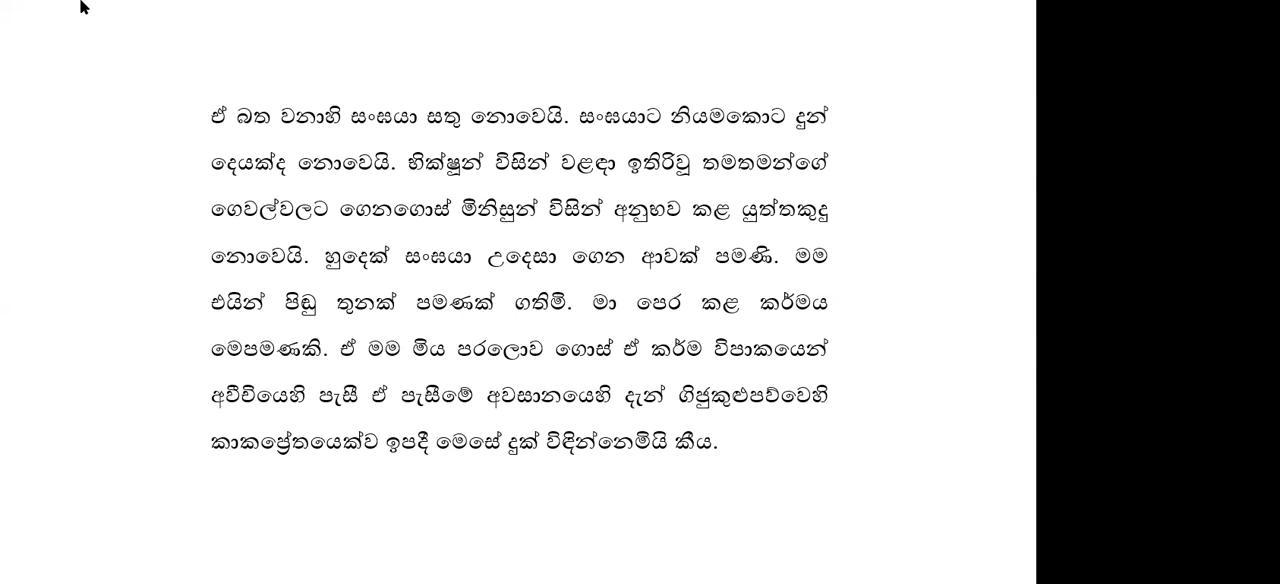 ඒ බත වනාහි සංඝයා සතු නොවෙයි. සංඝයාට නියමකොට දුන්
දෙයක්ද නොවෙයි. භික්ෂූන් විසින් වළඳා ඉතිරිවූ තමතමන්ගේ
ගෙවල්වලට ගෙනගොස් මිනිසුන් විසින් අනුභව කළ යුත්තකුදු
නොවෙයි. හුදෙක් සංඝයා උදෙසා ගෙන ආවක් පමණි. මම
එයින් පිඬු තුනක් පමණක් ගතිමි. මා පෙර කළ කර්මය
මෙපමණකි. ඒ මම මිය පරලොව ගොස් ඒ කර්ම විපාකයෙන්
අවීචියෙහි පැසී ඒ පැසීමේ අවසානයෙහි දැන් ගිජුකුළුපව්වෙහි
කාකප්‍රේතයෙක්ව ඉපදී මෙසේ දුක් විඳින්නෙමියි කීය.